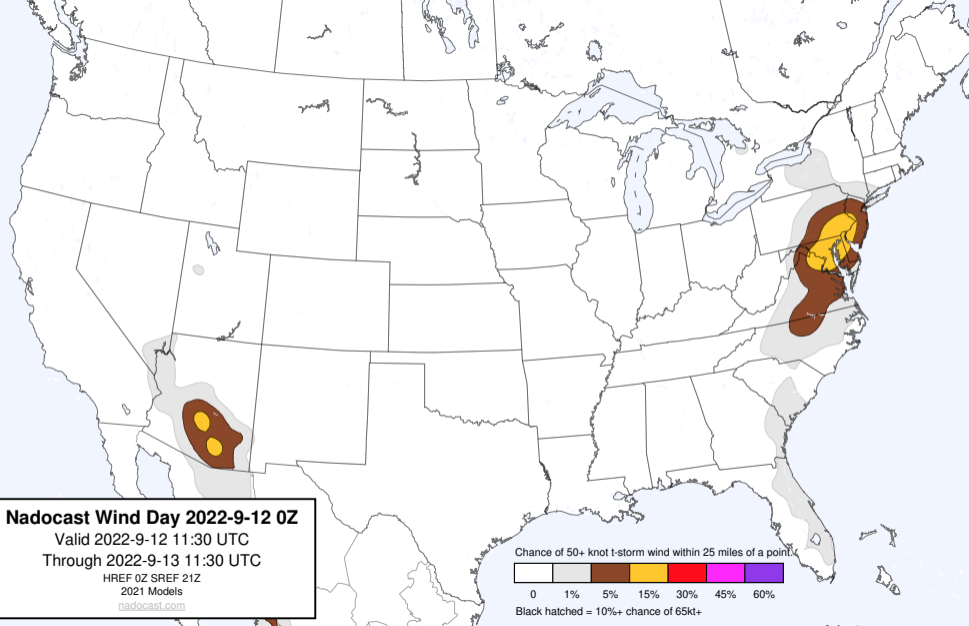 Nadocast Wind Day 2022-9-12 0Z
Valid 2022-9-12 11:30 UTC
Through 2022-9-13 11:30 UTC
HREF 0Z SREF 21Z
2021 Models
nadocast.com
Chance of 50+ knot t-storm wind within 25 miles of a point.
0 1% 5% 15% 30% 45% 60%
Black hatched = 10%+ chance of 65kt+